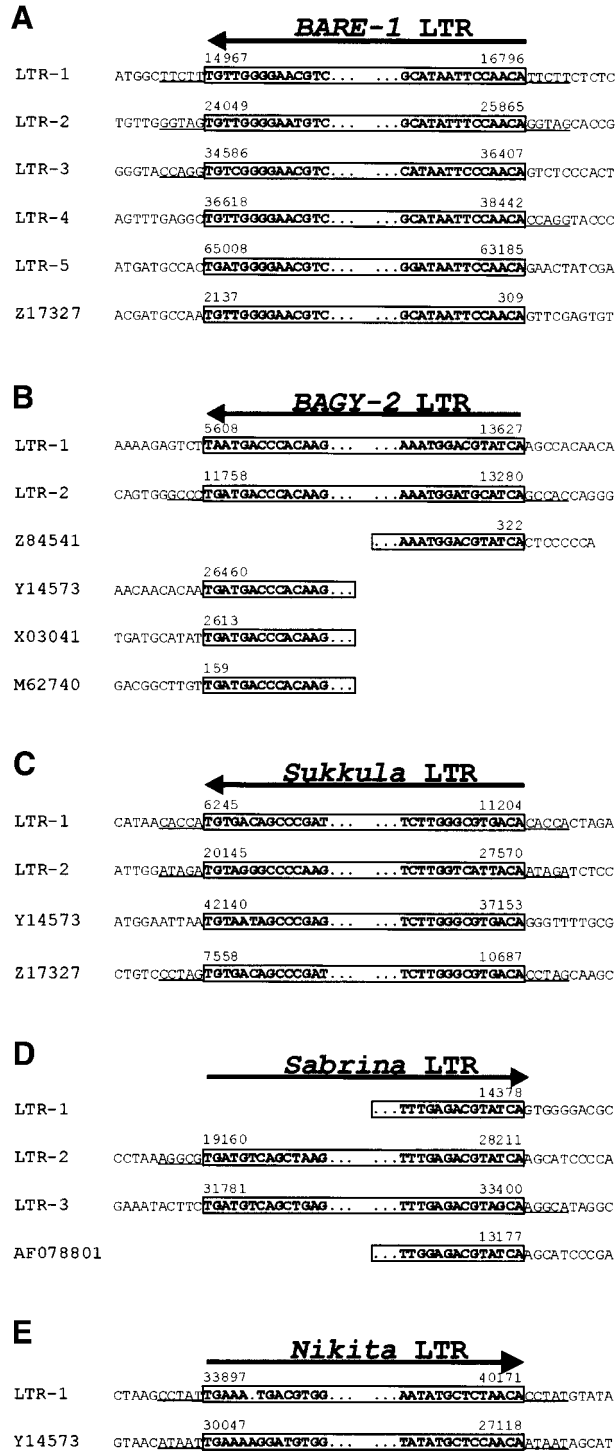 A
BARE-1 LTR
14967 16796
LTR-1 ATGGCTTCTTTGTTGGGGAACGTC... ...GCATAATTCCAACATTCTTCTCTC
24049 25865
LTR-2 TGTTGGGTAGTGTTGGGGAATGTC... ...GCATATTTCCAACAGGTAGCACCG
34586 36407
LTR-3 GGGTACCAGGTGTCGGGGAACGTC... ...CATAATTCCCAACAGTCTCCCACT
36618 38442
LTR-4 AGTTTGAGGCTGTTGGGGAACGTC... ...GCATAATTCCAACACCAGGTACCC
65008 63185
LTR-5 ATGATGCCACTGATGGGGAACGTC... ...GGATAATTCCAACAGAACTATCGA
2137 309
Z17327 ACGATGCCAATGTTGGGGAACGTC... ...GCATAATTCCAACAGTTCGAGTGT
B
BAGY-2 LTR
5608 13627
LTR-1 AAAAGAGTCTTAATGACCCACAAG... ...AAATGGACGTATCAAGCCACAACA
11758 13280
LTR-2 CAGTGGGCCCTGATGACCCACAAG... ...AAATGGATGCATCAGCCACCAGGG
322
Z84541 ...AAATGGACGTATCACTCCCCCA
26460
Y14573 AACAACACAATGATGACCCACAAG...
2613
X03041 TGATGCATATTGATGACCCACAAG...
159
M62740 GACGGCTTGTTGATGACCCACAAG...
C
Sukkula LTR
6245 11204
LTR-1 CATAACACCATGTGACAGCCCGAT... ...TCTTGGGCGTGACACACCACTAGA
20145 27570
LTR-2 ATTGGATAGATGTAGGGCCCCAAG... ...TCTTGGTCATTACAATAGATCTCC
42140 37153
Y14573 ATGGAATTAATGTAATAGCCCGAG... ...TCTTGGGCGTGACAGGGTTTTGCG
7558 10687
Z17327 CTGTCCCTAGTGTGACAGCCCGAT... ...TCTTGGGCGTGACACCTAGCAAGC
D
Sabrina LTR
14378
LTR-1 ...TTTGAGACGTATCAGTGGGGACGC
19160 28211
LTR-2 CCTAAAGGCGTGATGTCAGCTAAG... ...TTTGAGACGTATCAAGCATCCCCA
31781 33400
LTR-3 GAAATACTTCTGATGTCAGCTGAG... ...TTTGAGACGTAGCAAGGCATAGGC
13177
AF078801 ...TTGGAGACGTATCAAGCATCCCGA
E
Nikita LTR
33897 40171
LTR-1 CTAAGCCTATTGAAA.TGACGTGG... ...AATATGCTCTAACACCTATGTATA
30047 27118
Y14573 GTAACATAATTGAAAAGGATGTGG... ...TATATGCTCCAACAATAATAGCAT